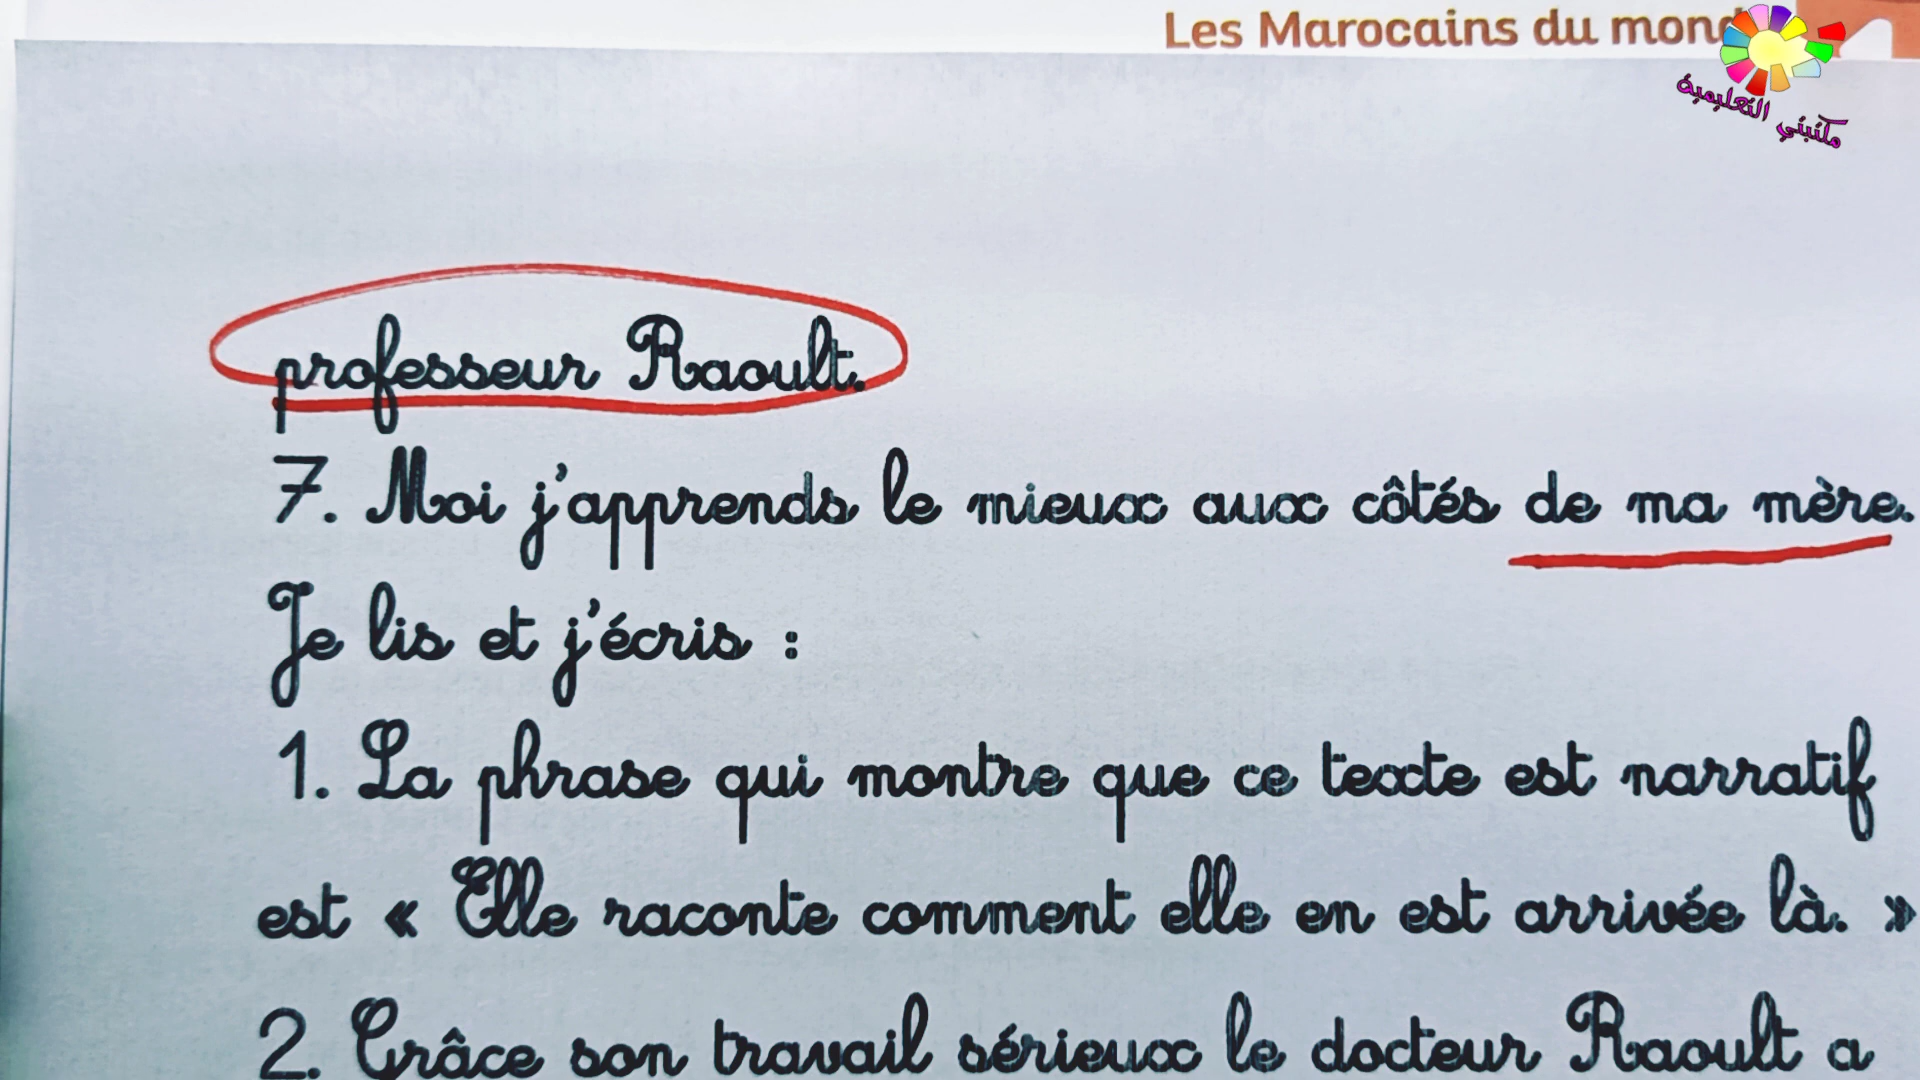 Les Marocains du mond
مكتبتي التعليمية
professeur Raoult.
7. Moi j'apprends le mieux aux côtés de ma mère.
Je lis et j'écris :
1. La phrase qui montre que ce texte est narratif
est « Elle raconte comment elle en est arrivée là. »
2. Grâce son travail sérieux le docteur Raoult a